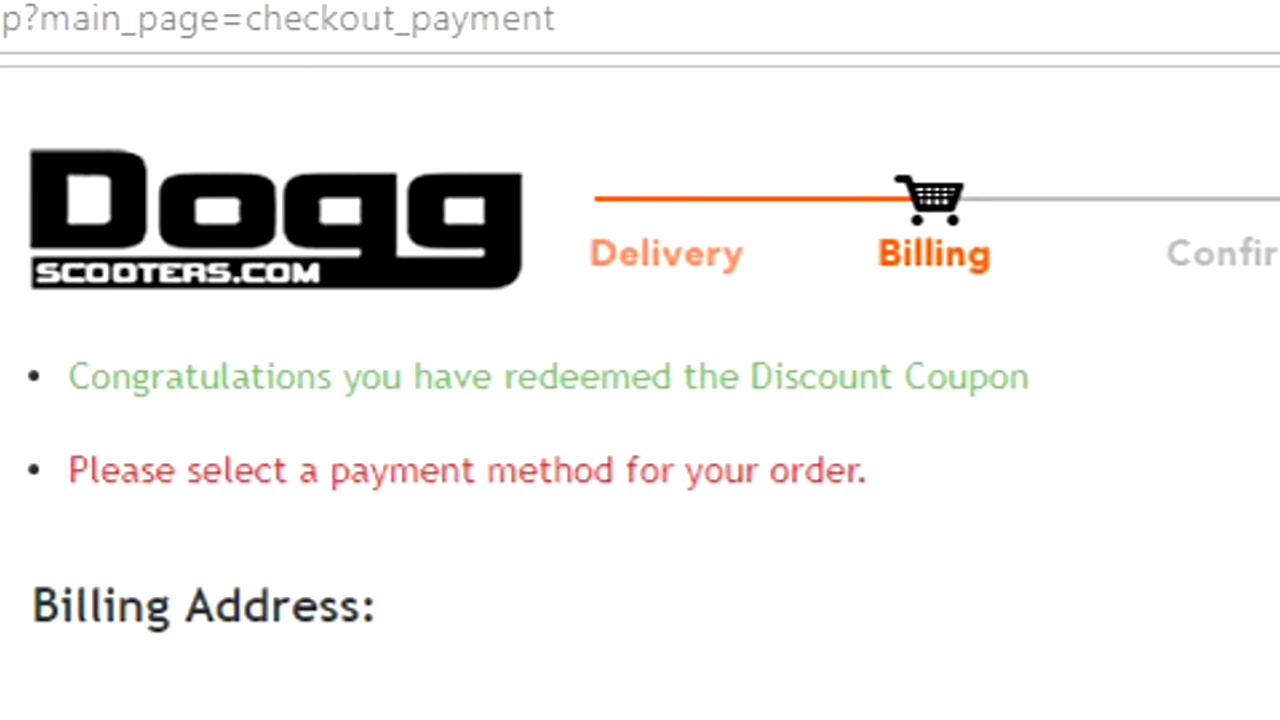 p?main_page=checkout_payment
Dogg
SCOOTERS.COM
Delivery
Billing
Confir
Congratulations you have redeemed the Discount Coupon
Please select a payment method for your order.
Billing Address: